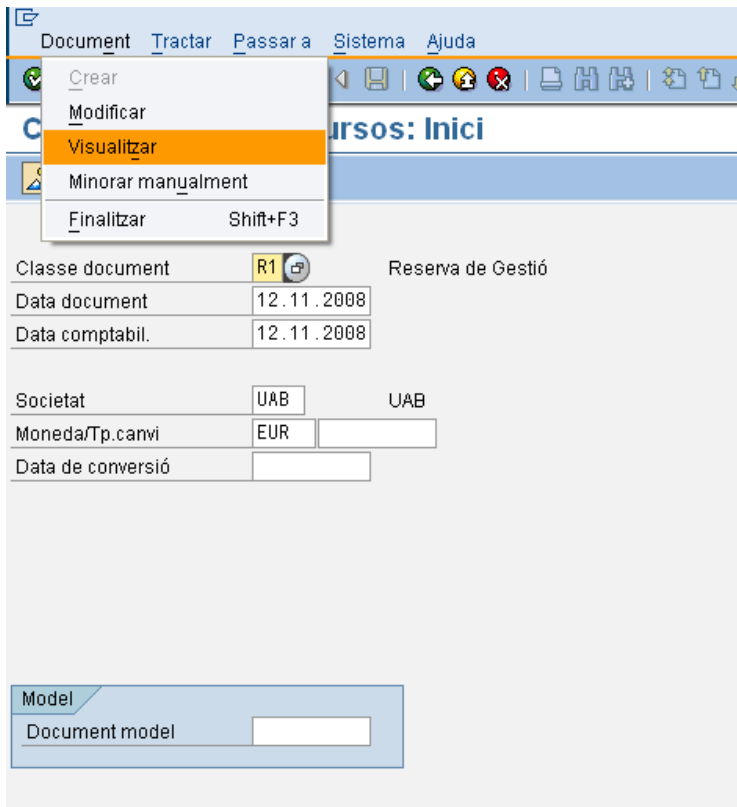 Document Tractar Passar a Sistema Ajuda
Crear
Modificar
Visualitzar
Minorar manualment
Finalitzar Shift+F3
ursos: Inici
Classe document R1 Reserva de Gestió
Data document 12.11.2008
Data comptabil. 12.11.2008
Societat UAB UAB
Moneda/Tp.canvi EUR
Data de conversió
Model
Document model